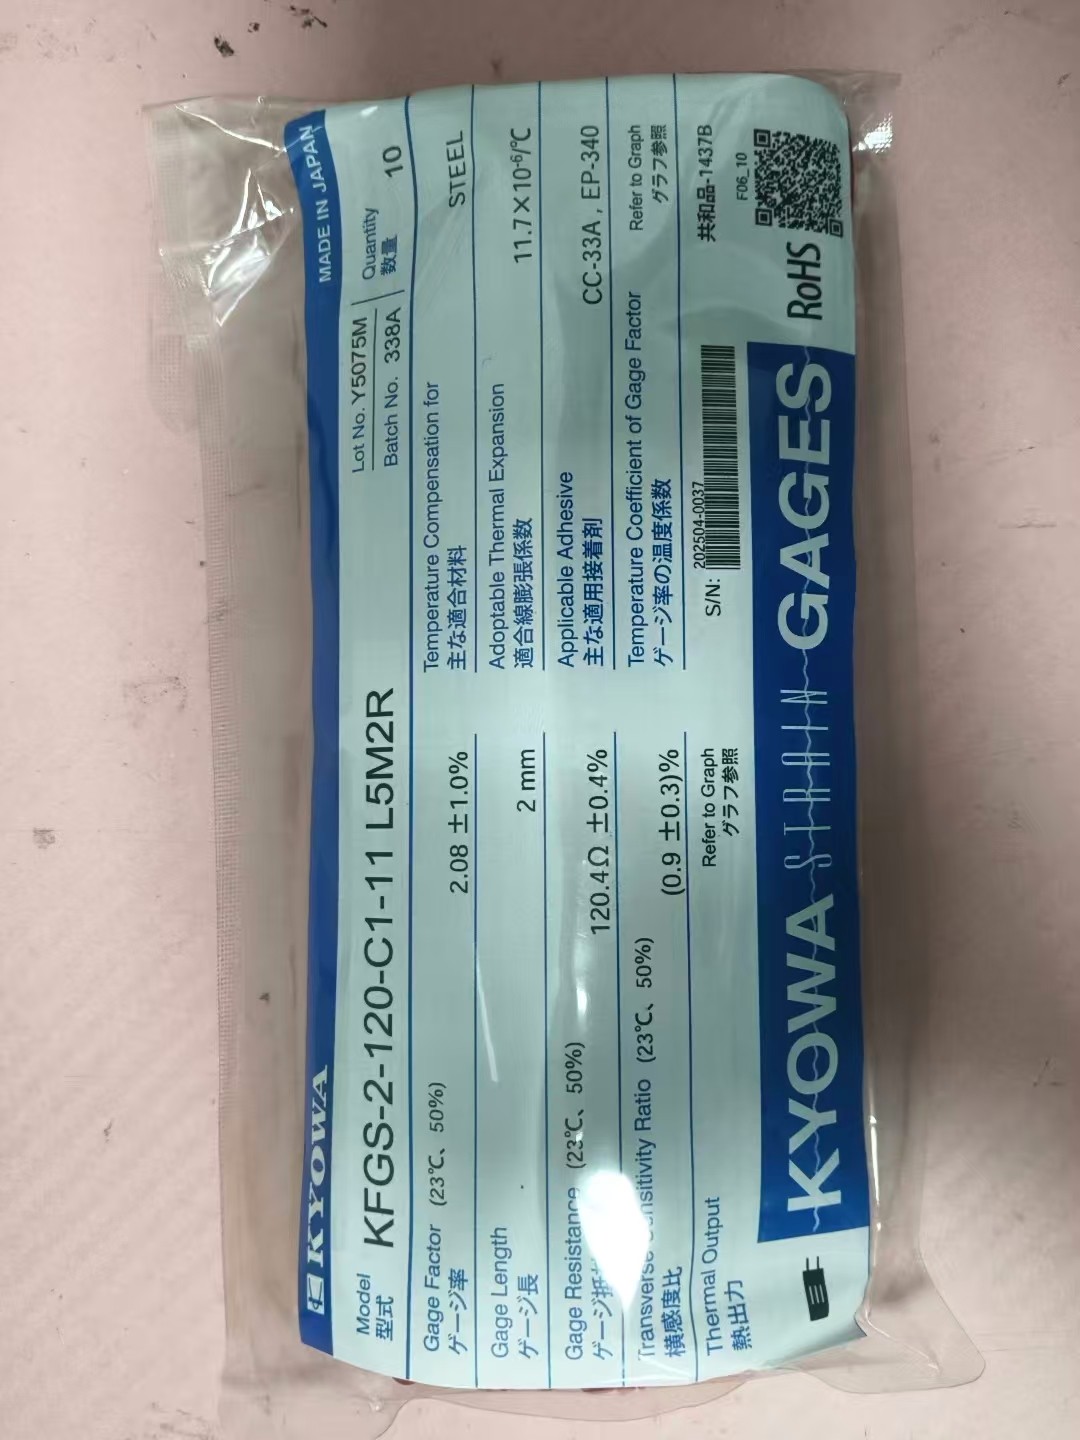 KYOWA
MADE IN JAPAN
Model
型式
KFGS-2-120-C1-11 L5M2R
Lot No. Y5075M
Batch No. 338A
Quantity
数量
10
Gage Factor (23℃、50%)
ゲージ率
2.08 ±1.0%
Temperature Compensation for
主な適合材料
STEEL
Gage Length
ゲージ長
2 mm
Adoptable Thermal Expansion
適合線膨張係数
11.7×10⁻⁶/℃
Gage Resistance (23℃、50%)
ゲージ抵
120.4Ω ±0.4%
Applicable Adhesive
主な適用接着剤
CC-33A , EP-340
Transverse Sensitivity Ratio (23℃、50%)
横感度比
(0.9 ±0.3)%
Temperature Coefficient of Gage Factor
ゲージ率の温度係数
Refer to Graph
グラフ参照
Thermal Output
熱出力
Refer to Graph
グラフ参照
S/N: 202504-0037
共和品-1437B
F06_10
KYOWA STRAIN GAGES
RoHS